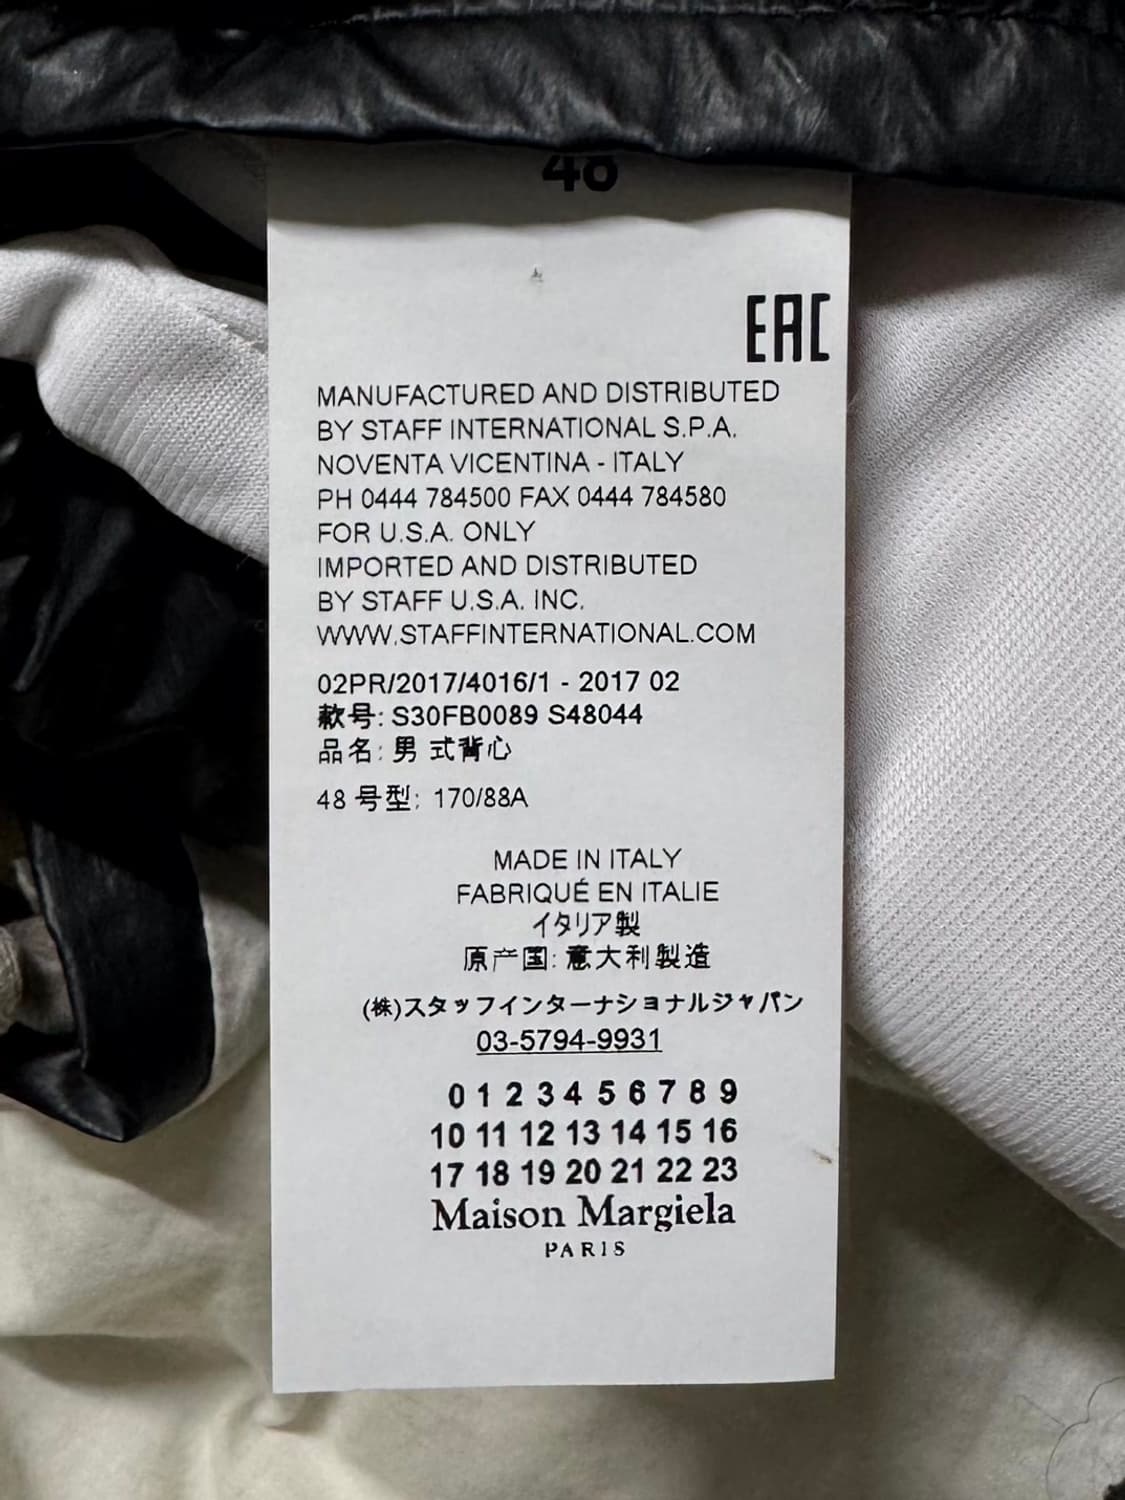 48
EAC
MANUFACTURED AND DISTRIBUTED
BY STAFF INTERNATIONAL S.P.A.
NOVENTA VICENTINA - ITALY
PH 0444 784500 FAX 0444 784580
FOR U.S.A. ONLY
IMPORTED AND DISTRIBUTED
BY STAFF U.S.A. INC.
WWW.STAFFINTERNATIONAL.COM
02PR/2017/4016/1 - 2017 02
款号: S30FB0089 S48044
品名: 男 式背心
48 号型: 170/88A
MADE IN ITALY
FABRIQUÉ EN ITALIE
イタリア製
原产国: 意大利製造
(株)スタッフインターナショナルジャパン
03-5794-9931
0 1 2 3 4 5 6 7 8 9
10 11 12 13 14 15 16
17 18 19 20 21 22 23
Maison Margiela
PARIS